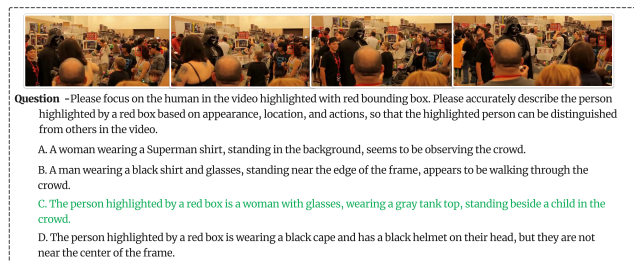 Question -Please focus on the human in the video highlighted with red bounding box. Please accurately describe the person
highlighted by a red box based on appearance, location, and actions, so that the highlighted person can be distinguished
from others in the video.
A. A woman wearing a Superman shirt, standing in the background, seems to be observing the crowd.
B. A man wearing a black shirt and glasses, standing near the edge of the frame, appears to be walking through the
crowd.
C. The person highlighted by a red box is a woman with glasses, wearing a gray tank top, standing beside a child in the
crowd.
D. The person highlighted by a red box is wearing a black cape and has a black helmet on their head, but they are not
near the center of the frame.